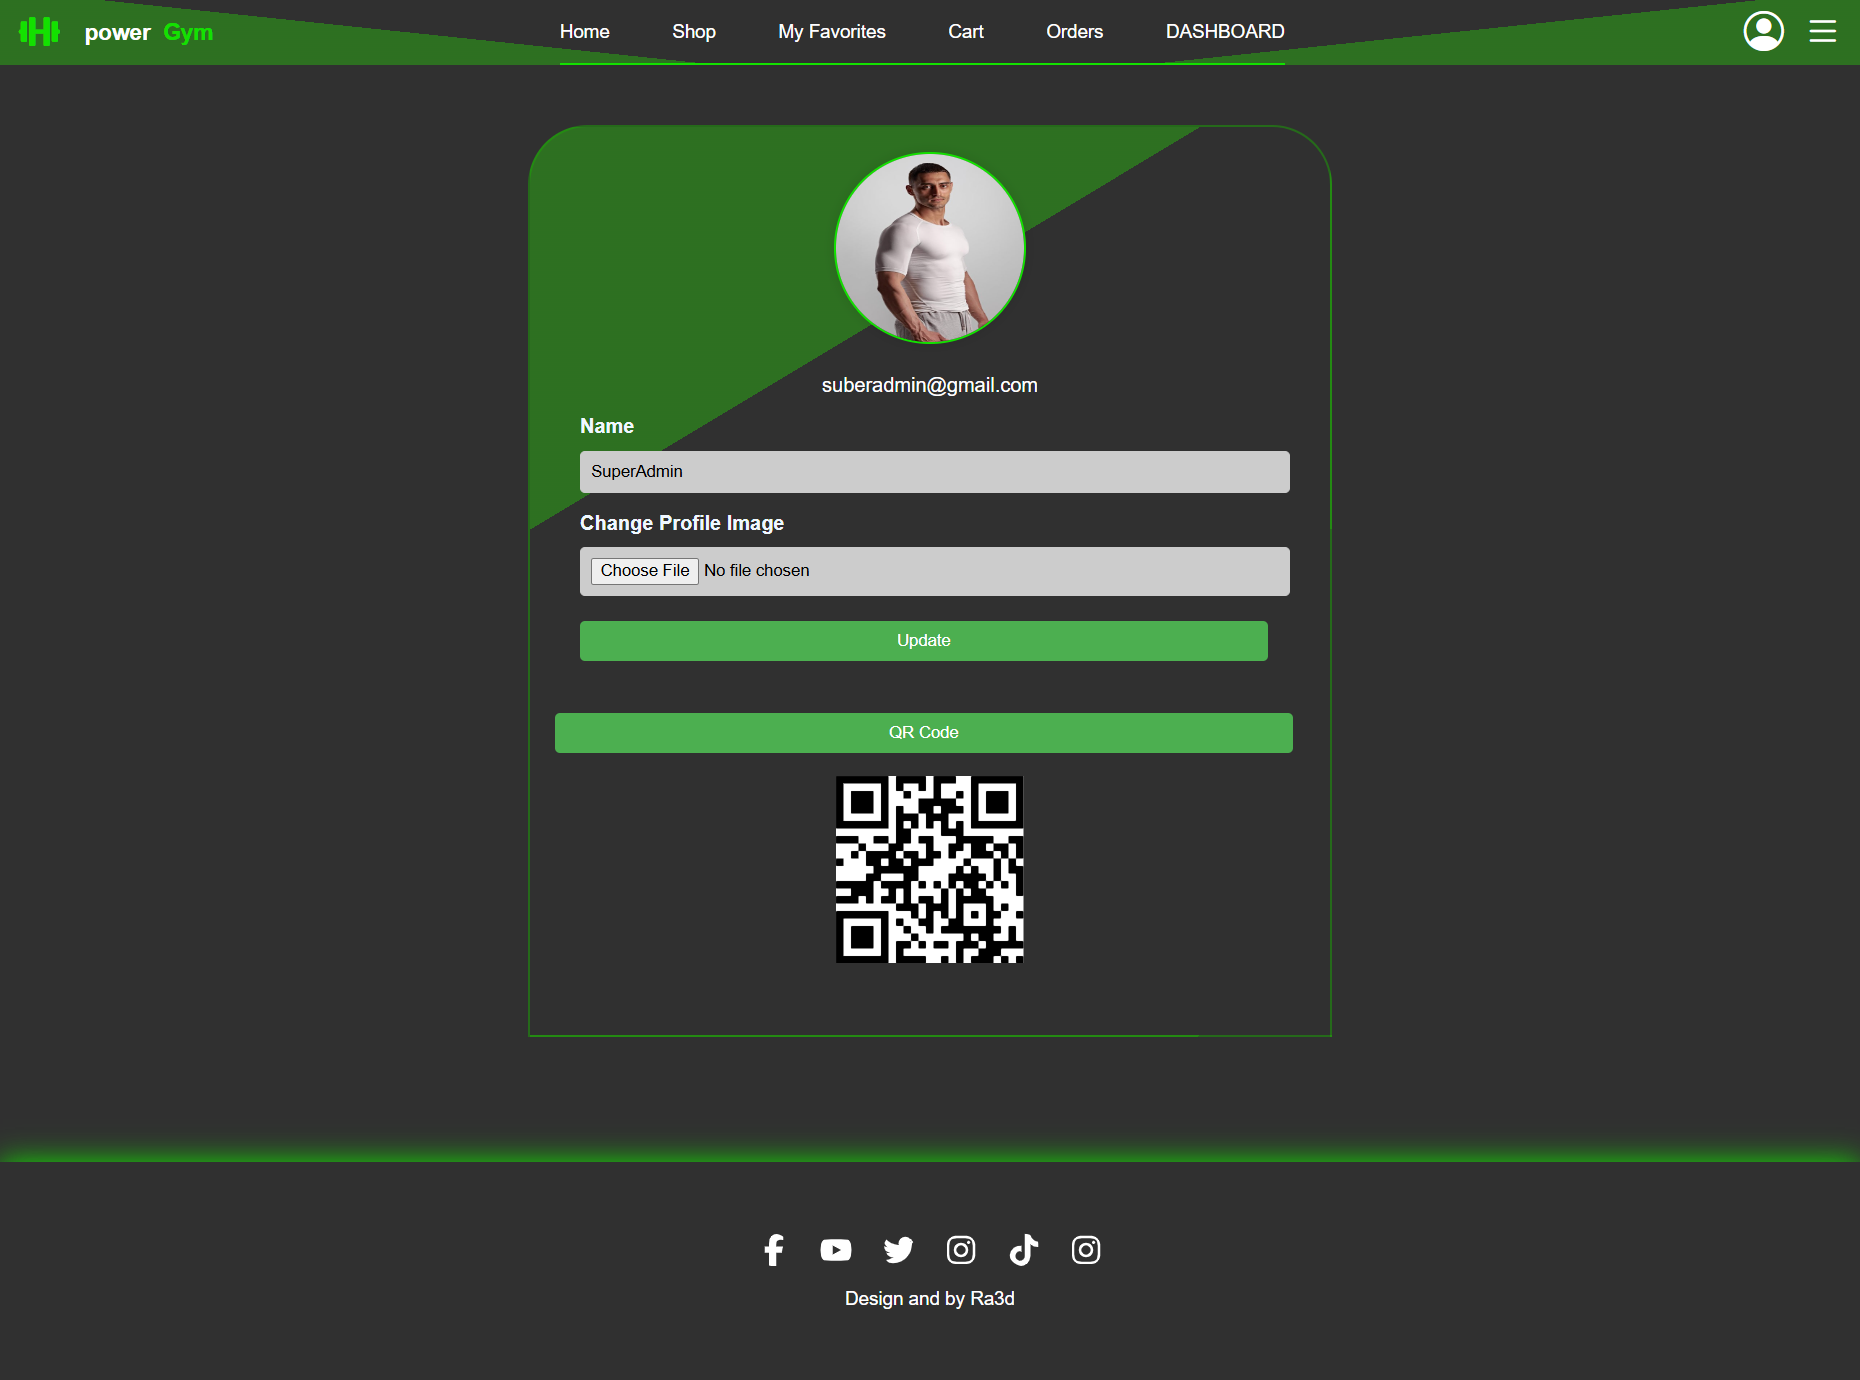 power Gym
Home Shop My Favorites Cart Orders DASHBOARD
suberadmin@gmail.com
Name
SuperAdmin
Change Profile Image
Choose File No file chosen
Update
QR Code
Design and by Ra3d